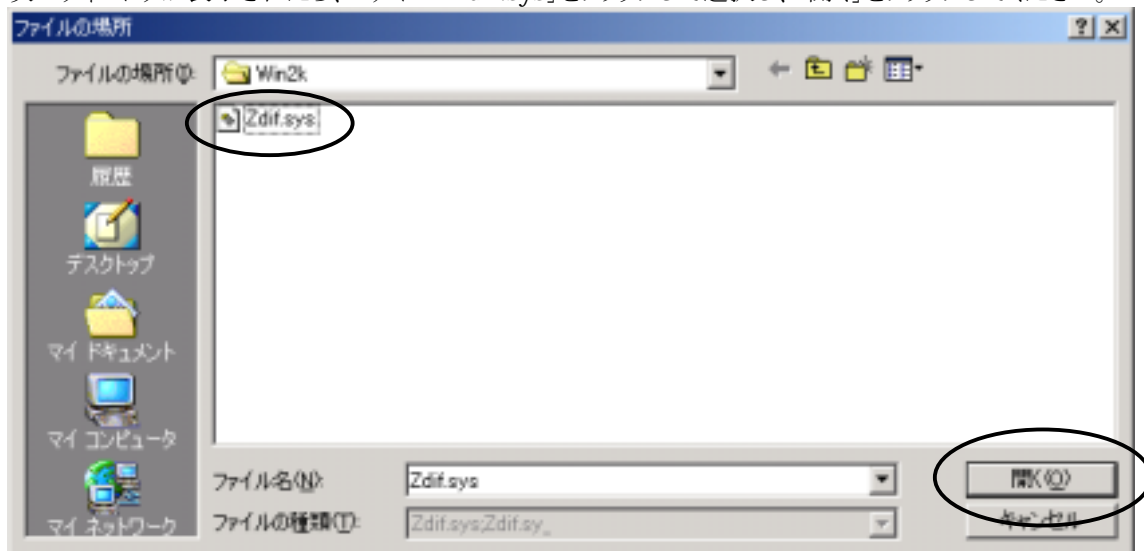 ファイルの場所
ファイルの場所(I):
Win2k
Zdif.sys
履歴
デスクトップ
マイ ドキュメント
マイ コンピュータ
マイ ネットワーク
ファイル名(N):
Zdif.sys
開く(O)
ファイルの種類(T):
Zdif.sys;Zdif.sy_
キャンセル